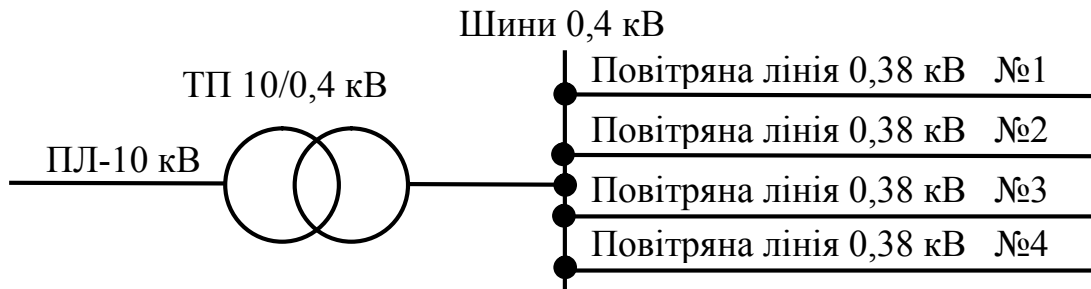 Шини 0,4 кВ
ТП 10/0,4 кВ
ПЛ-10 кВ
Повітряна лінія 0,38 кВ №1
Повітряна лінія 0,38 кВ №2
Повітряна лінія 0,38 кВ №3
Повітряна лінія 0,38 кВ №4